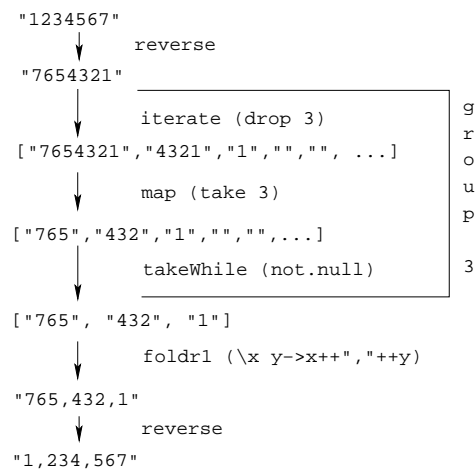 "1234567"
reverse
"7654321"
iterate (drop 3)
["7654321","4321","1","","", ...]
map (take 3)
["765","432","1","","",...]
takeWhile (not.null)
["765", "432", "1"]
foldr1 (\x y->x++","++y)
"765,432,1"
reverse
"1,234,567"
group 3